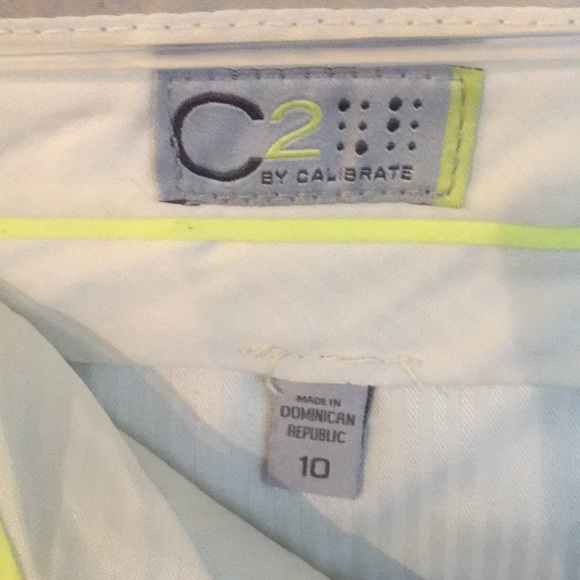 C2
BY CALIBRATE
MADE IN
DOMINICAN
REPUBLIC
10